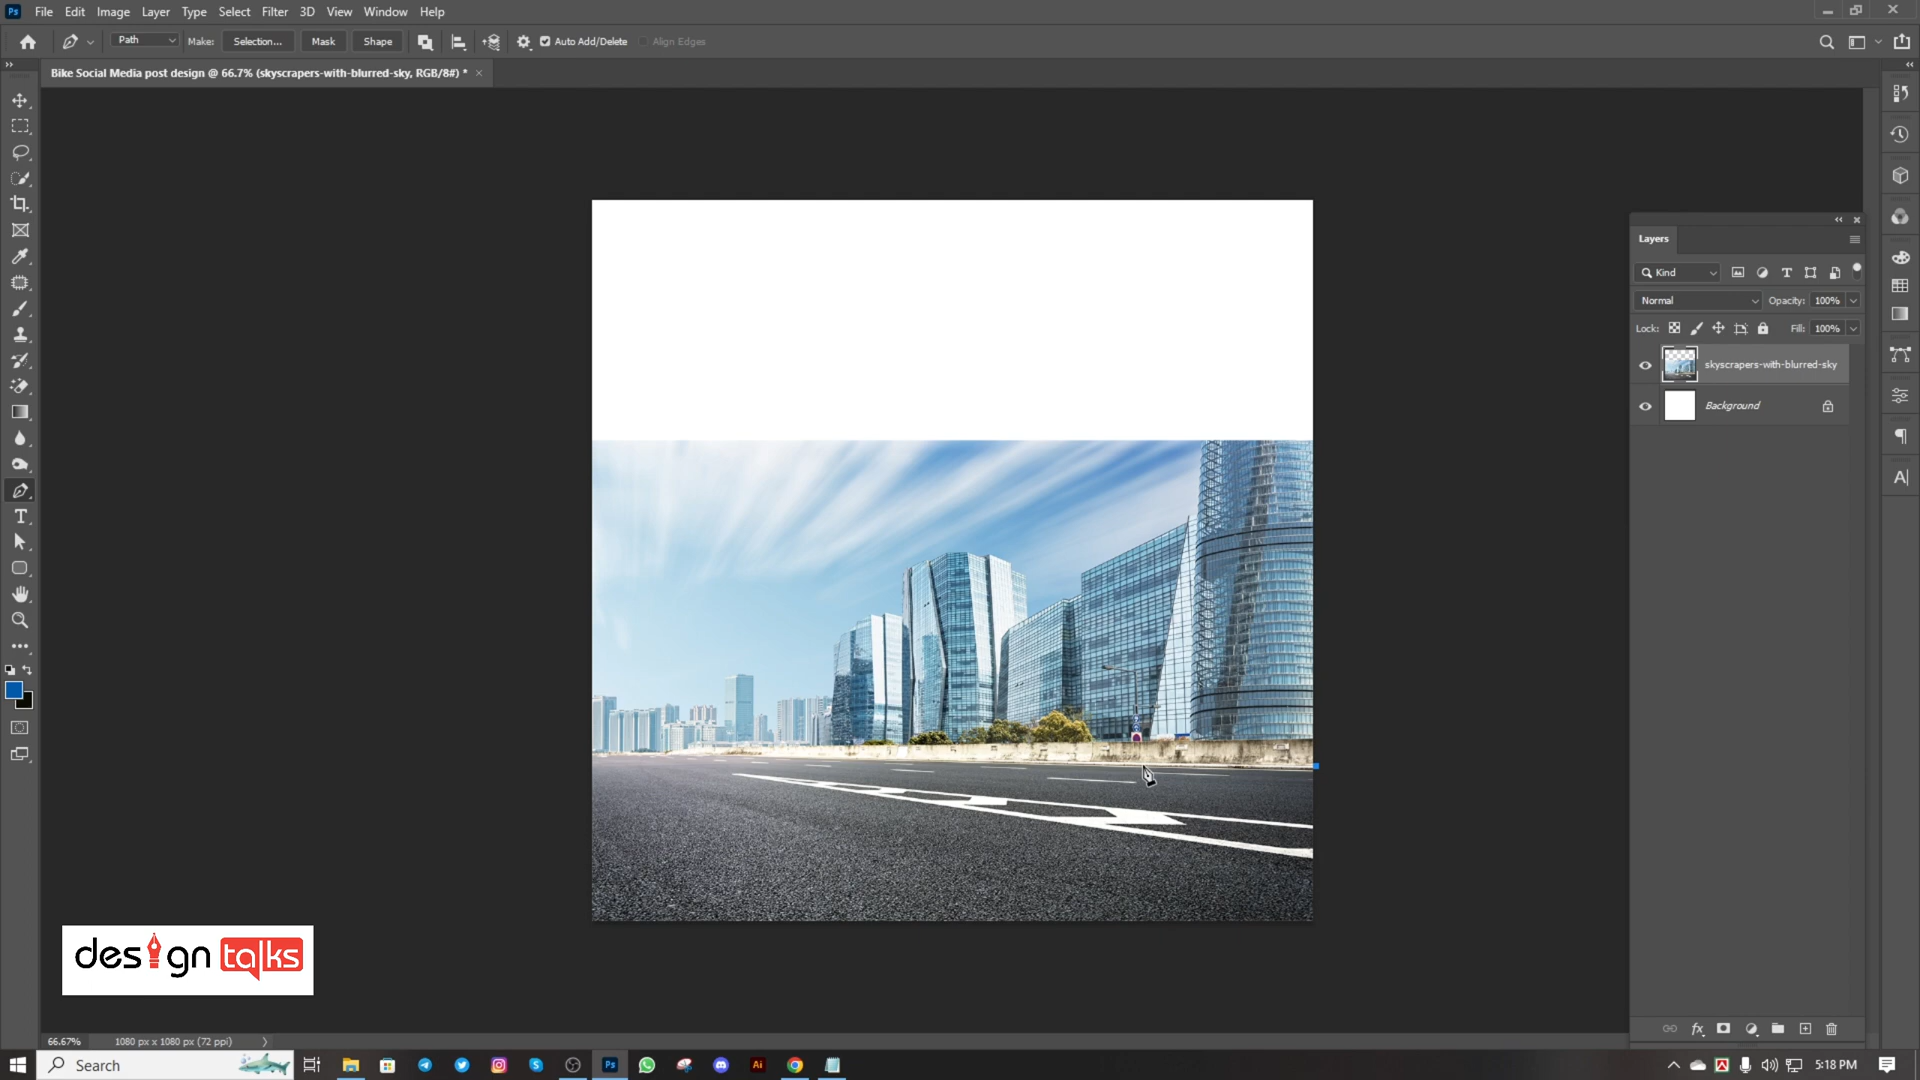 Ps File Edit Image Layer Type Select Filter 3D View Window Help
Path Make: Selection... Mask Shape Auto Add/Delete Align Edges
Bike Social Media post design @ 66.7% (skyscrapers-with-blurred-sky, RGB/8#) * ×
Layers
Kind
Normal Opacity: 100%
Lock: Fill: 100%
skyscrapers-with-blurred-sky
Background
design talks
66.67% 1080 px x 1080 px (72 ppi)
Search Ps Ai 5:18 PM